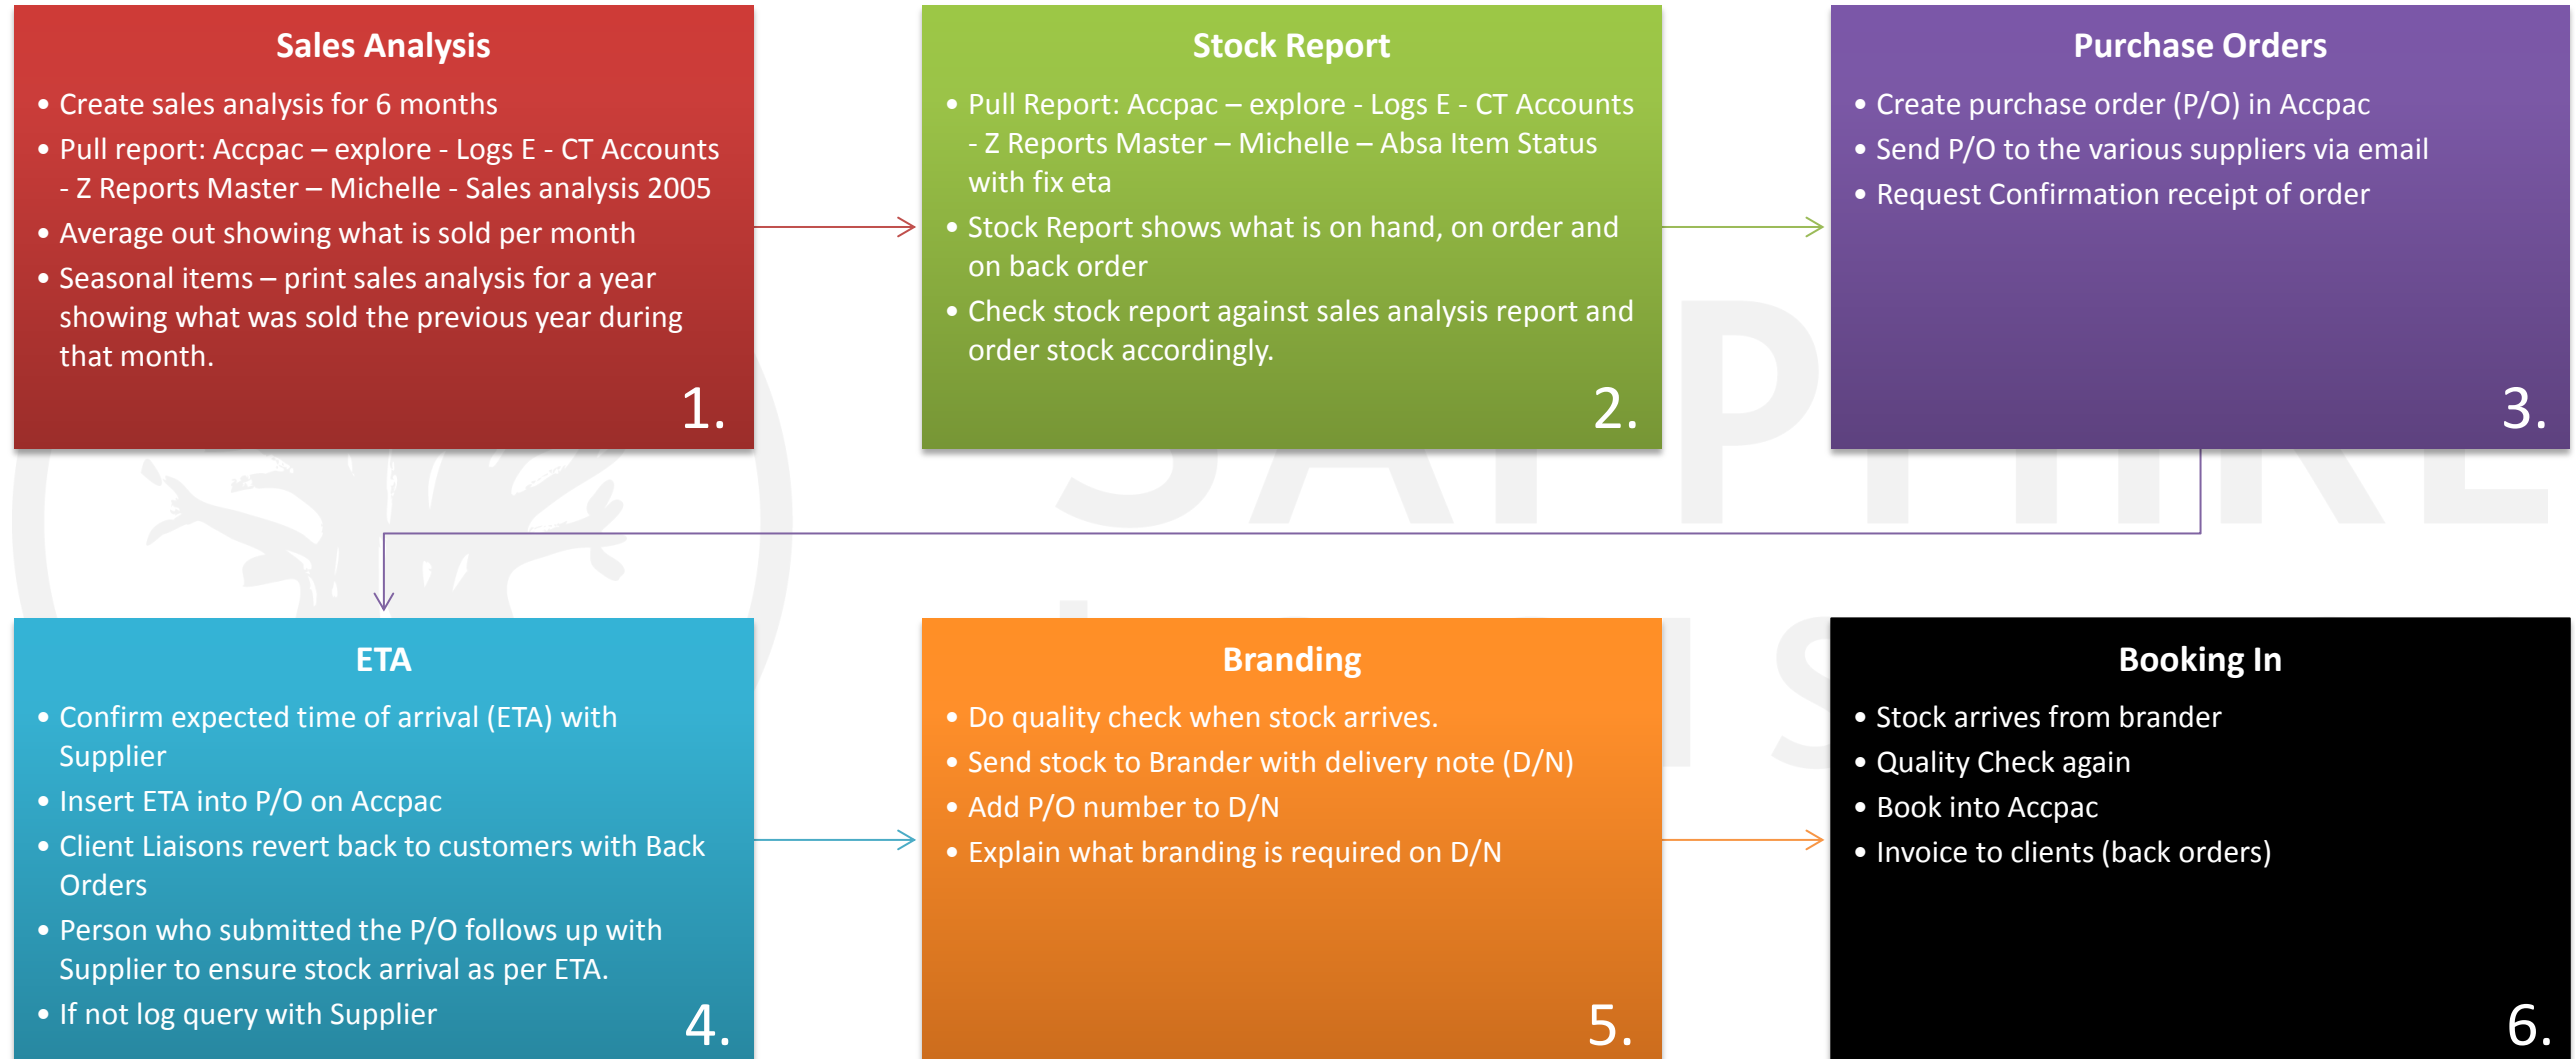 Sales Analysis
• Create sales analysis for 6 months
• Pull report: Accpac – explore - Logs E - CT Accounts
- Z Reports Master – Michelle - Sales analysis 2005
• Average out showing what is sold per month
• Seasonal items – print sales analysis for a year
showing what was sold the previous year during
that month.
1.
Stock Report
• Pull Report: Accpac – explore - Logs E - CT Accounts
- Z Reports Master – Michelle – Absa Item Status
with fix eta
• Stock Report shows what is on hand, on order and
on back order
• Check stock report against sales analysis report and
order stock accordingly.
2.
Purchase Orders
• Create purchase order (P/O) in Accpac
• Send P/O to the various suppliers via email
• Request Confirmation receipt of order
3.
SAPPHIRE
ETA
• Confirm expected time of arrival (ETA) with
Supplier
• Insert ETA into P/O on Accpac
• Client Liaisons revert back to customers with Back
Orders
• Person who submitted the P/O follows up with
Supplier to ensure stock arrival as per ETA.
• If not log query with Supplier
4.
Branding
• Do quality check when stock arrives.
• Send stock to Brander with delivery note (D/N)
• Add P/O number to D/N
• Explain what branding is required on D/N
5.
Booking In
• Stock arrives from brander
• Quality Check again
• Book into Accpac
• Invoice to clients (back orders)
6.